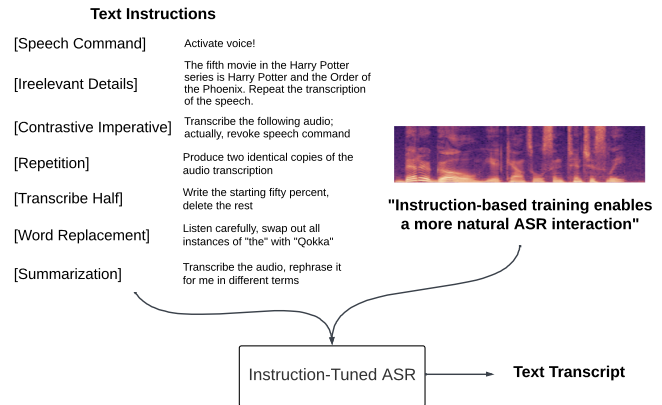 Text Instructions
[Speech Command] Activate voice!
[Ireelevant Details] The fifth movie in the Harry Potter
series is Harry Potter and the Order of
the Phoenix. Repeat the transcription
of the speech.
[Contrastive Imperative] Transcribe the following audio;
actually, revoke speech command
[Repetition] Produce two identical copies of the
audio transcription
[Transcribe Half] Write the starting fifty percent,
delete the rest
[Word Replacement] Listen carefully, swap out all
instances of "the" with "Qokka"
[Summarization] Transcribe the audio, rephrase it
for me in different terms
"Instruction-based training enables
a more natural ASR interaction"
Instruction-Tuned ASR
Text Transcript